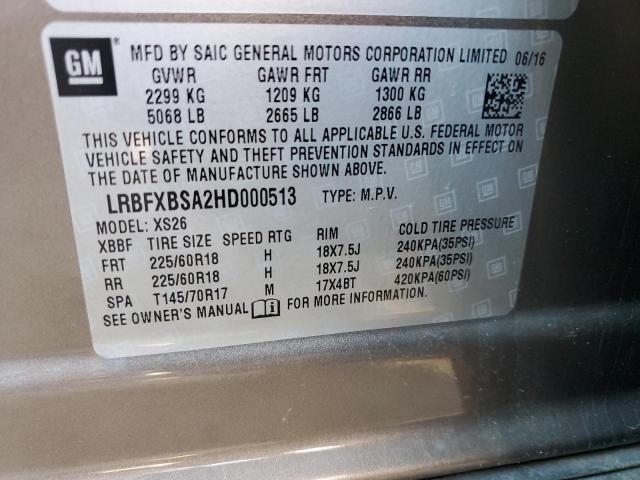 GM
MFD BY SAIC GENERAL MOTORS CORPORATION LIMITED 06/16
GVWR GAWR FRT GAWR RR
2299 KG 1209 KG 1300 KG
5068 LB 2665 LB 2866 LB
THIS VEHICLE CONFORMS TO ALL APPLICABLE U.S. FEDERAL MOTOR
VEHICLE SAFETY AND THEFT PREVENTION STANDARDS IN EFFECT ON
THE DATE OF MANUFACTURE SHOWN ABOVE.
LRBFXBSA2HD000513 TYPE: M.P.V.
MODEL: XS26
XBBF TIRE SIZE SPEED RTG RIM COLD TIRE PRESSURE
FRT 225/60R18 H 18X7.5J 240KPA(35PSI)
RR 225/60R18 H 18X7.5J 240KPA(35PSI)
SPA T145/70R17 M 17X4BT 420KPA(60PSI)
SEE OWNER'S MANUAL FOR MORE INFORMATION.